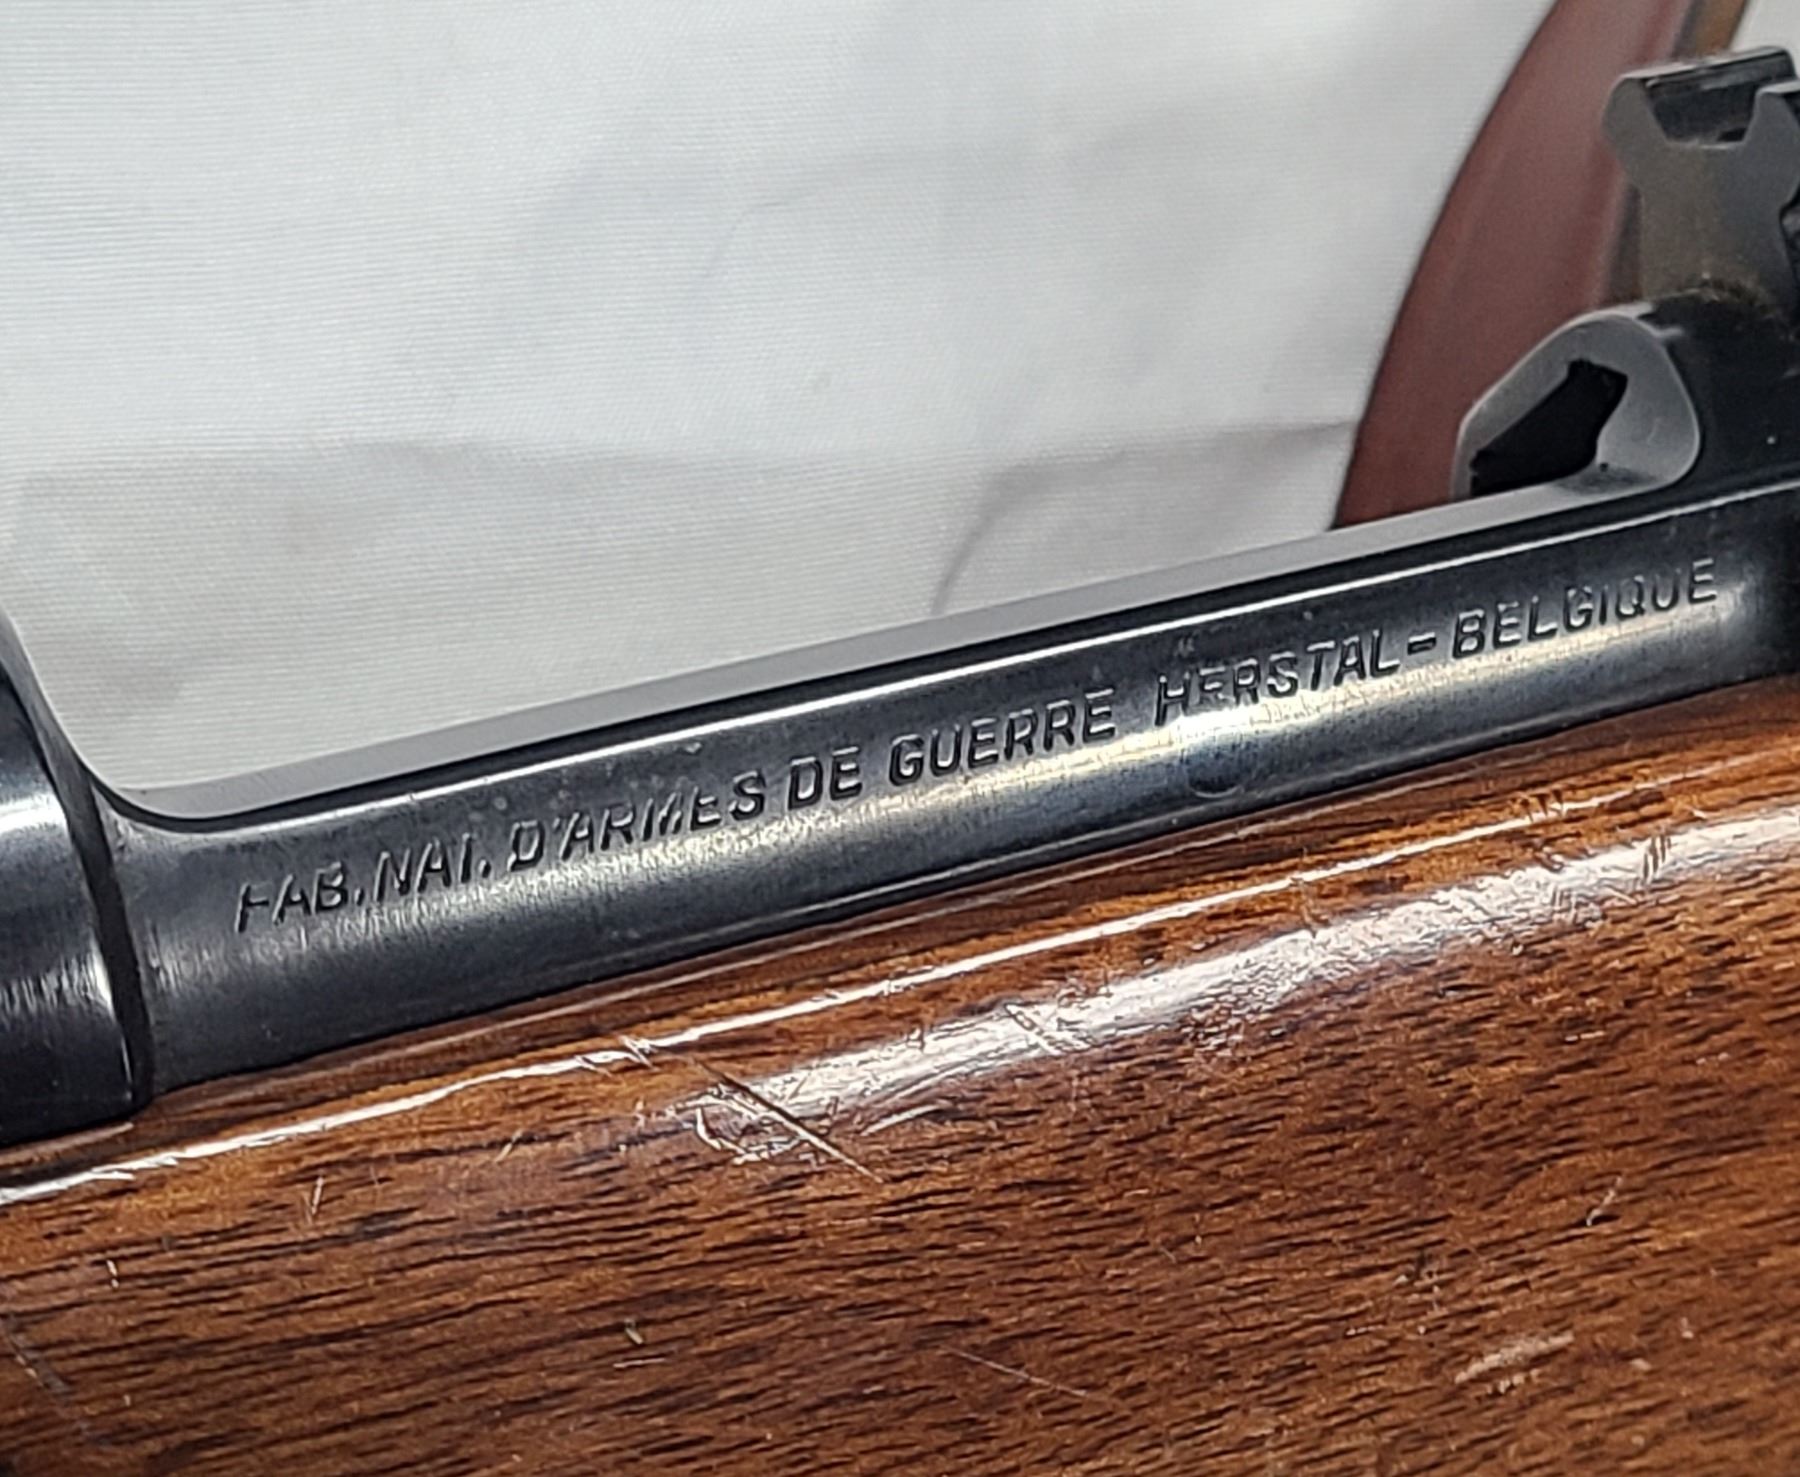 FAB. NAT. D'ARMES DE GUERRE HERSTAL-BELGIQUE